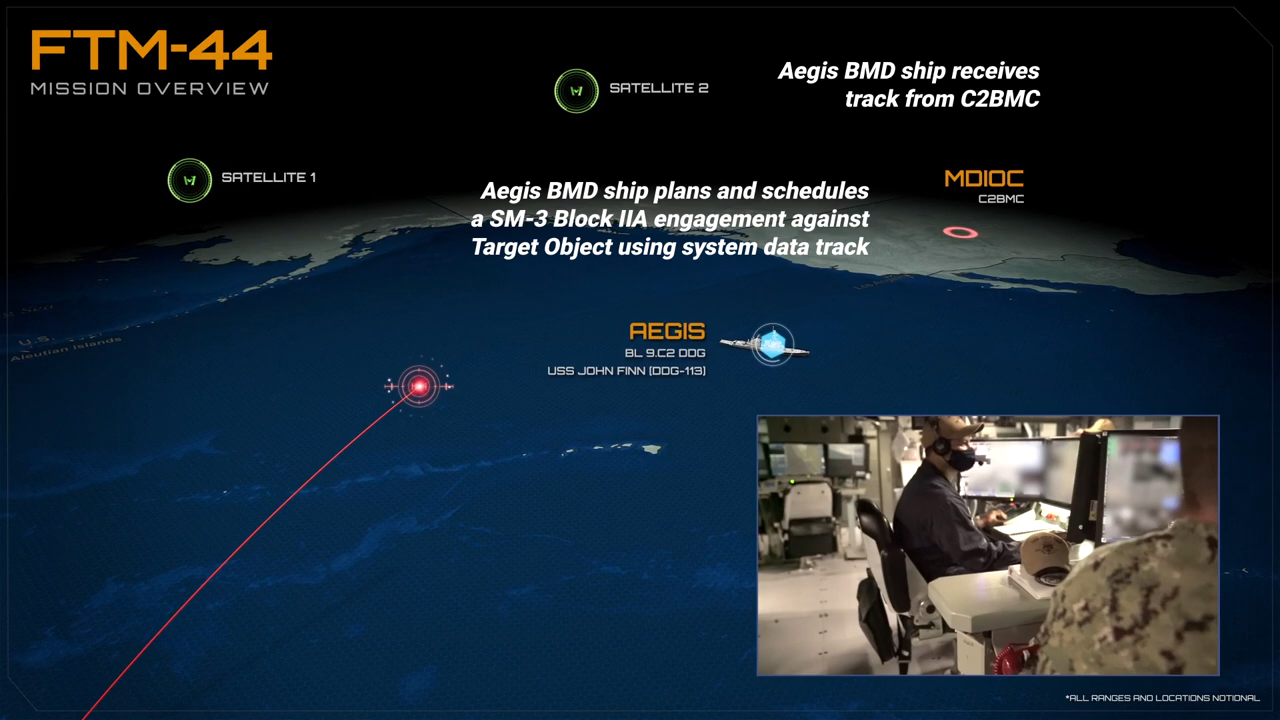 FTM-44
MISSION OVERVIEW
SATELLITE 2
Aegis BMD ship receives
track from C2BMC
SATELLITE 1
MDIOC
C2BMC
Aegis BMD ship plans and schedules
a SM-3 Block IIA engagement against
Target Object using system data track
AEGIS
BL 9.C2 DDG
USS JOHN FINN (DDG-113)
U.S.
Aleutian Islands
*ALL RANGES AND LOCATIONS NOTIONAL